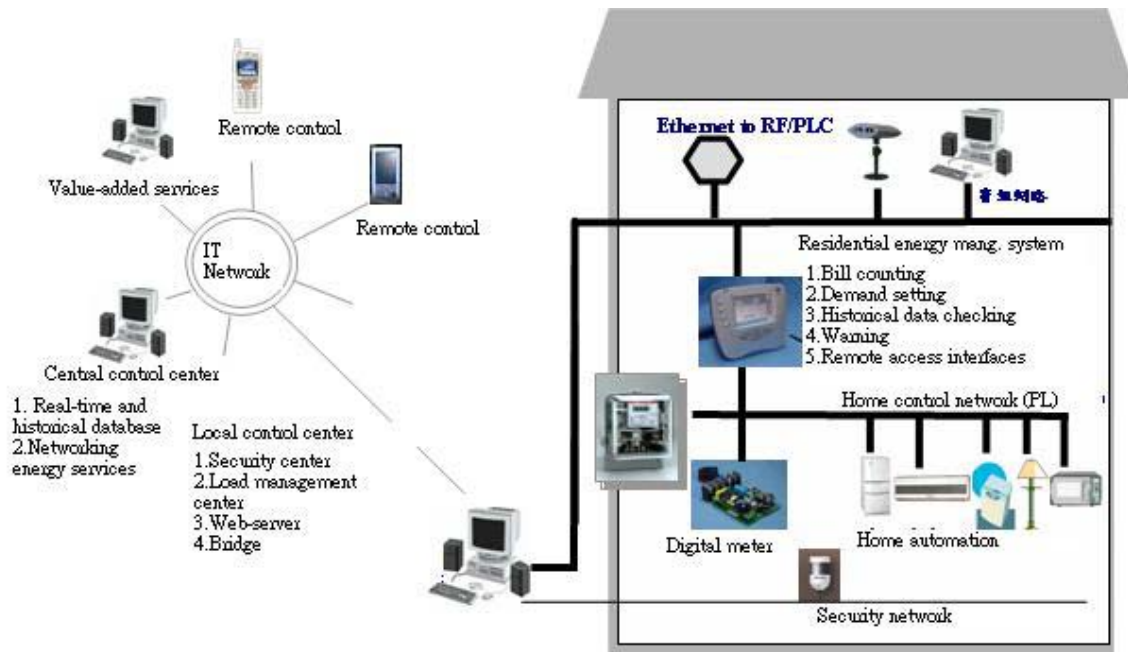 Remote control
Value-added services
Remote control
IT
Network
Central control center
1. Real-time and
historical database
2.Networking
energy services
Local control center
1.Security center
2.Load management
center
3.Web-server
4.Bridge
Ethernet to RF/PLC
Residential energy mang. system
1.Bill counting
2.Demand setting
3.Historical data checking
4.Warning
5.Remote access interfaces
Home control network (PL)
Digital meter
Home automation
Security network